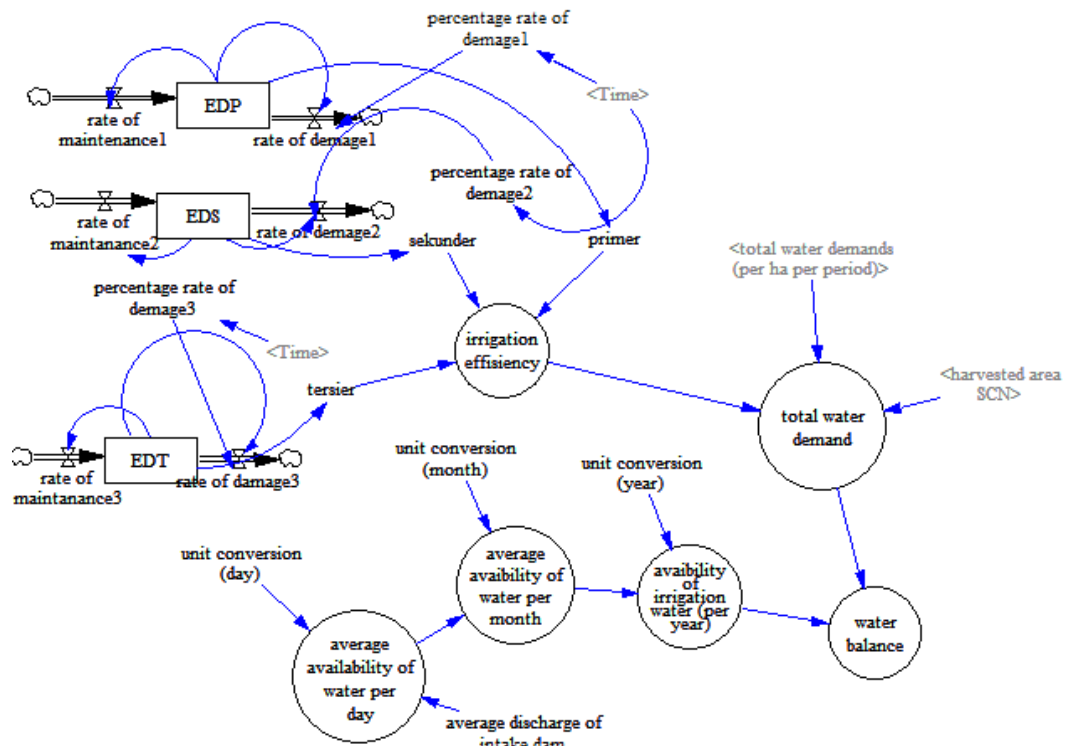 percentage rate of
demage1
<Time>
EDP
rate of
maintenance1
rate of demage1
percentage rate of
demage2
EDS
rate of
maintanance2
rate of demage2
sekunder
primer
<total water demands
(per ha per period)>
percentage rate of
demage3
<Time>
irrigation
effisiency
tersier
<harvested area
SCN>
total water
demand
EDT
rate of
maintanance3
rate of damage3
unit conversion
(month)
unit conversion
(year)
unit conversion
(day)
average
avaibility of
water per
month
avaibility
of
irrigation
water (per
year)
water
balance
average
availability of
water per
day
average discharge of
intake dam